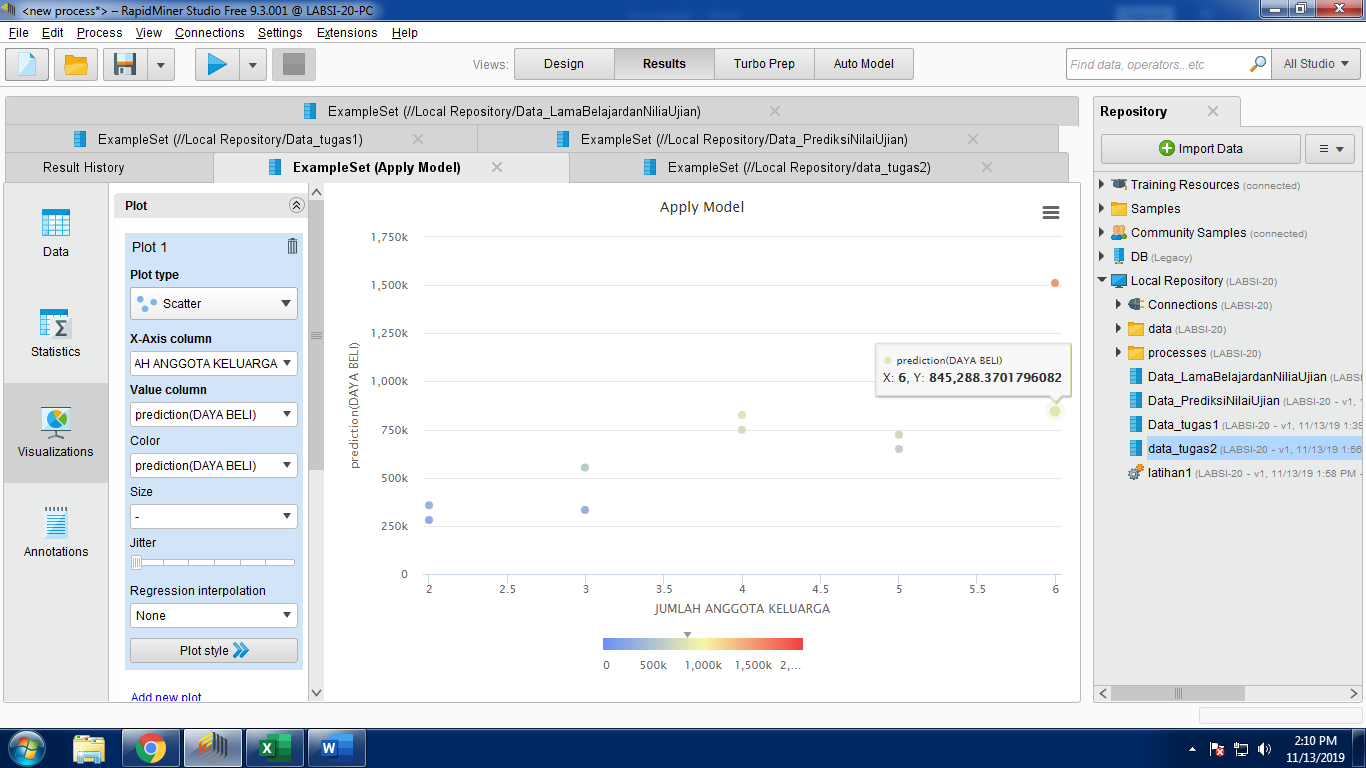 <new process*> – RapidMiner Studio Free 9.3.001 @ LABSI-20-PC
File Edit Process View Connections Settings Extensions Help
Views: Design Results Turbo Prep Auto Model
Find data, operators...etc
All Studio
ExampleSet (//Local Repository/Data_LamaBelajardanNiliaUjian)
ExampleSet (//Local Repository/Data_tugas1)
ExampleSet (//Local Repository/Data_PrediksiNilaiUjian)
Result History
ExampleSet (Apply Model)
ExampleSet (//Local Repository/data_tugas2)
Data
Statistics
Visualizations
Annotations
Plot
Plot 1
Plot type
Scatter
X-Axis column
AH ANGGOTA KELUARGA
Value column
prediction(DAYA BELI)
Color
prediction(DAYA BELI)
Size
-
Jitter
Regression interpolation
None
Plot style
Add new plot
Apply Model
prediction(DAYA BELI)
1,750k
1,500k
1,250k
1,000k
750k
500k
250k
0
prediction(DAYA BELI)
X: 6, Y: 845,288.3701796082
2 2.5 3 3.5 4 4.5 5 5.5 6
JUMLAH ANGGOTA KELUARGA
0 500k 1,000k 1,500k 2,...
Repository
Import Data
Training Resources (connected)
Samples
Community Samples (connected)
DB (Legacy)
Local Repository (LABSI-20)
Connections (LABSI-20)
data (LABSI-20)
processes (LABSI-20)
Data_LamaBelajardanNiliaUjian (LABSI
Data_PrediksiNilaiUjian (LABSI-20 - v1,
Data_tugas1 (LABSI-20 - v1, 11/13/19 1:39
data_tugas2 (LABSI-20 - v1, 11/13/19 1:56
latihan1 (LABSI-20 - v1, 11/13/19 1:58 PM -
2:10 PM
11/13/2019